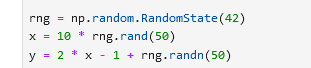 rng = np.random.RandomState(42)
x = 10 * rng.rand(50)
y = 2 * x - 1 + rng.randn(50)